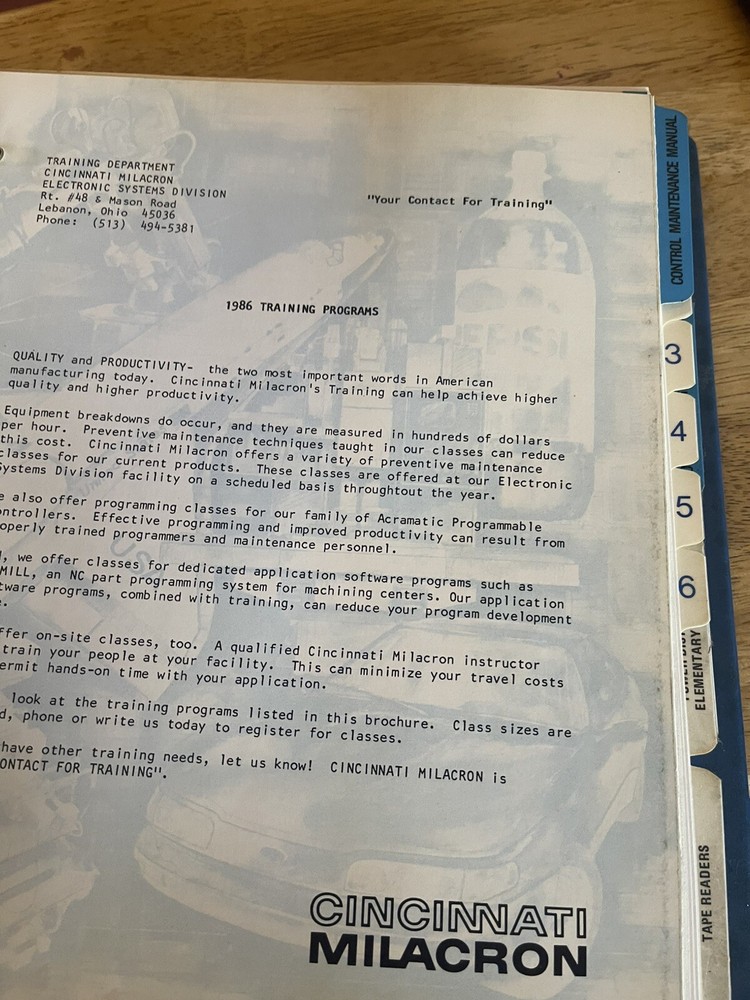 TRAINING DEPARTMENT
CINCINNATI MILACRON
ELECTRONIC SYSTEMS DIVISION
Rt. #48 & Mason Road
Lebanon, Ohio 45036
Phone: (513) 494-5381
"Your Contact For Training"
1986 TRAINING PROGRAMS
QUALITY and PRODUCTIVITY- the two most important words in American
manufacturing today. Cincinnati Milacron's Training can help achieve higher
quality and higher productivity.
Equipment breakdowns do occur, and they are measured in hundreds of dollars
per hour. Preventive maintenance techniques taught in our classes can reduce
this cost. Cincinnati Milacron offers a variety of preventive maintenance
classes for our current products. These classes are offered at our Electronic
Systems Division facility on a scheduled basis throughtout the year.
e also offer programming classes for our family of Acramatic Programmable
ntrollers. Effective programming and improved productivity can result from
operly trained programmers and maintenance personnel.
, we offer classes for dedicated application software programs such as
MILL, an NC part programming system for machining centers. Our application
tware programs, combined with training, can reduce your program development
e.
ffer on-site classes, too. A qualified Cincinnati Milacron instructor
train your people at your facility. This can minimize your travel costs
ermit hands-on time with your application.
look at the training programs listed in this brochure. Class sizes are
d, phone or write us today to register for classes.
have other training needs, let us know! CINCINNATI MILACRON is
ONTACT FOR TRAINING".
CINCINNATI
MILACRON
CONTROL MAINTENANCE MANUAL
3
4
5
6
ELEMENTARY
TAPE READERS